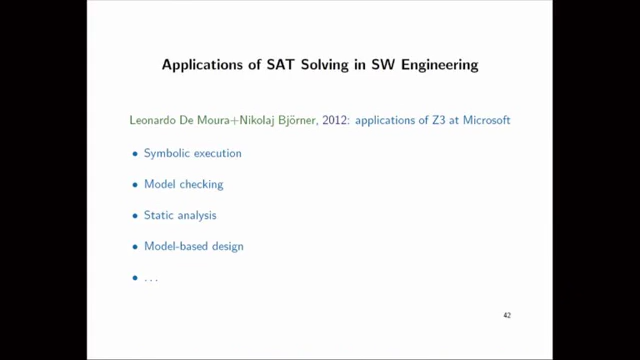 Applications of SAT Solving in SW Engineering
Leonardo De Moura+Nikolaj Björner, 2012: applications of Z3 at Microsoft
• Symbolic execution
• Model checking
• Static analysis
• Model-based design
• ...
42